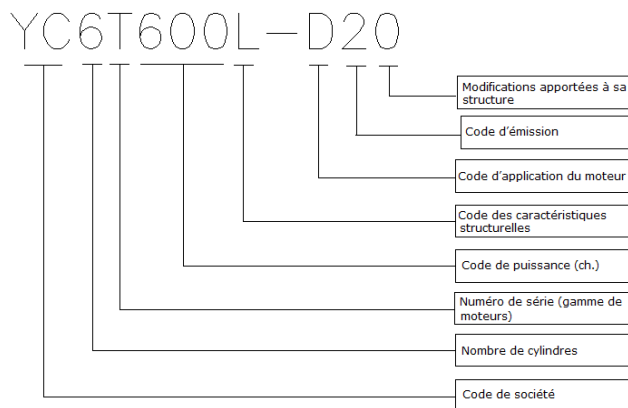 YC6T600L-D20
Modifications apportées à sa
structure
Code d'émission
Code d'application du moteur
Code des caractéristiques
structurelles
Code de puissance (ch.)
Numéro de série (gamme de
moteurs)
Nombre de cylindres
Code de société